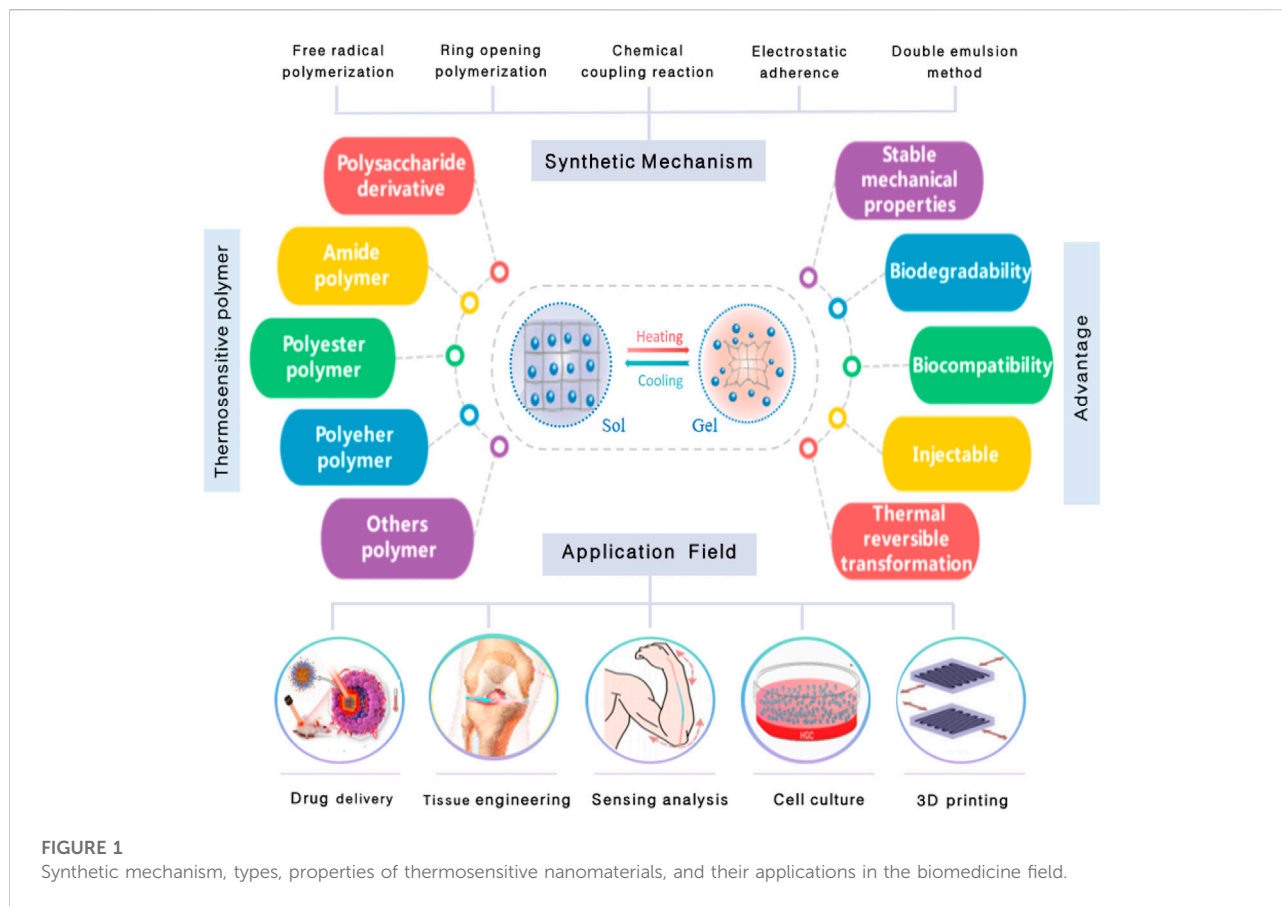 Free radical
polymerization
Ring opening
polymerization
Chemical
coupling reaction
Electrostatic
adherence
Double emulsion
method
Synthetic Mechanism
Thermosensitive polymer
Polysaccharide
derivative
Amide
polymer
Polyester
polymer
Polyeher
polymer
Others
polymer
Heating
Cooling
Sol
Gel
Stable
mechanical
properties
Biodegradability
Biocompatibility
Injectable
Thermal
reversible
transformation
Advantage
Application Field
HGC
Drug delivery
Tissue engineering
Sensing analysis
Cell culture
3D printing
FIGURE 1
Synthetic mechanism, types, properties of thermosensitive nanomaterials, and their applications in the biomedicine field.